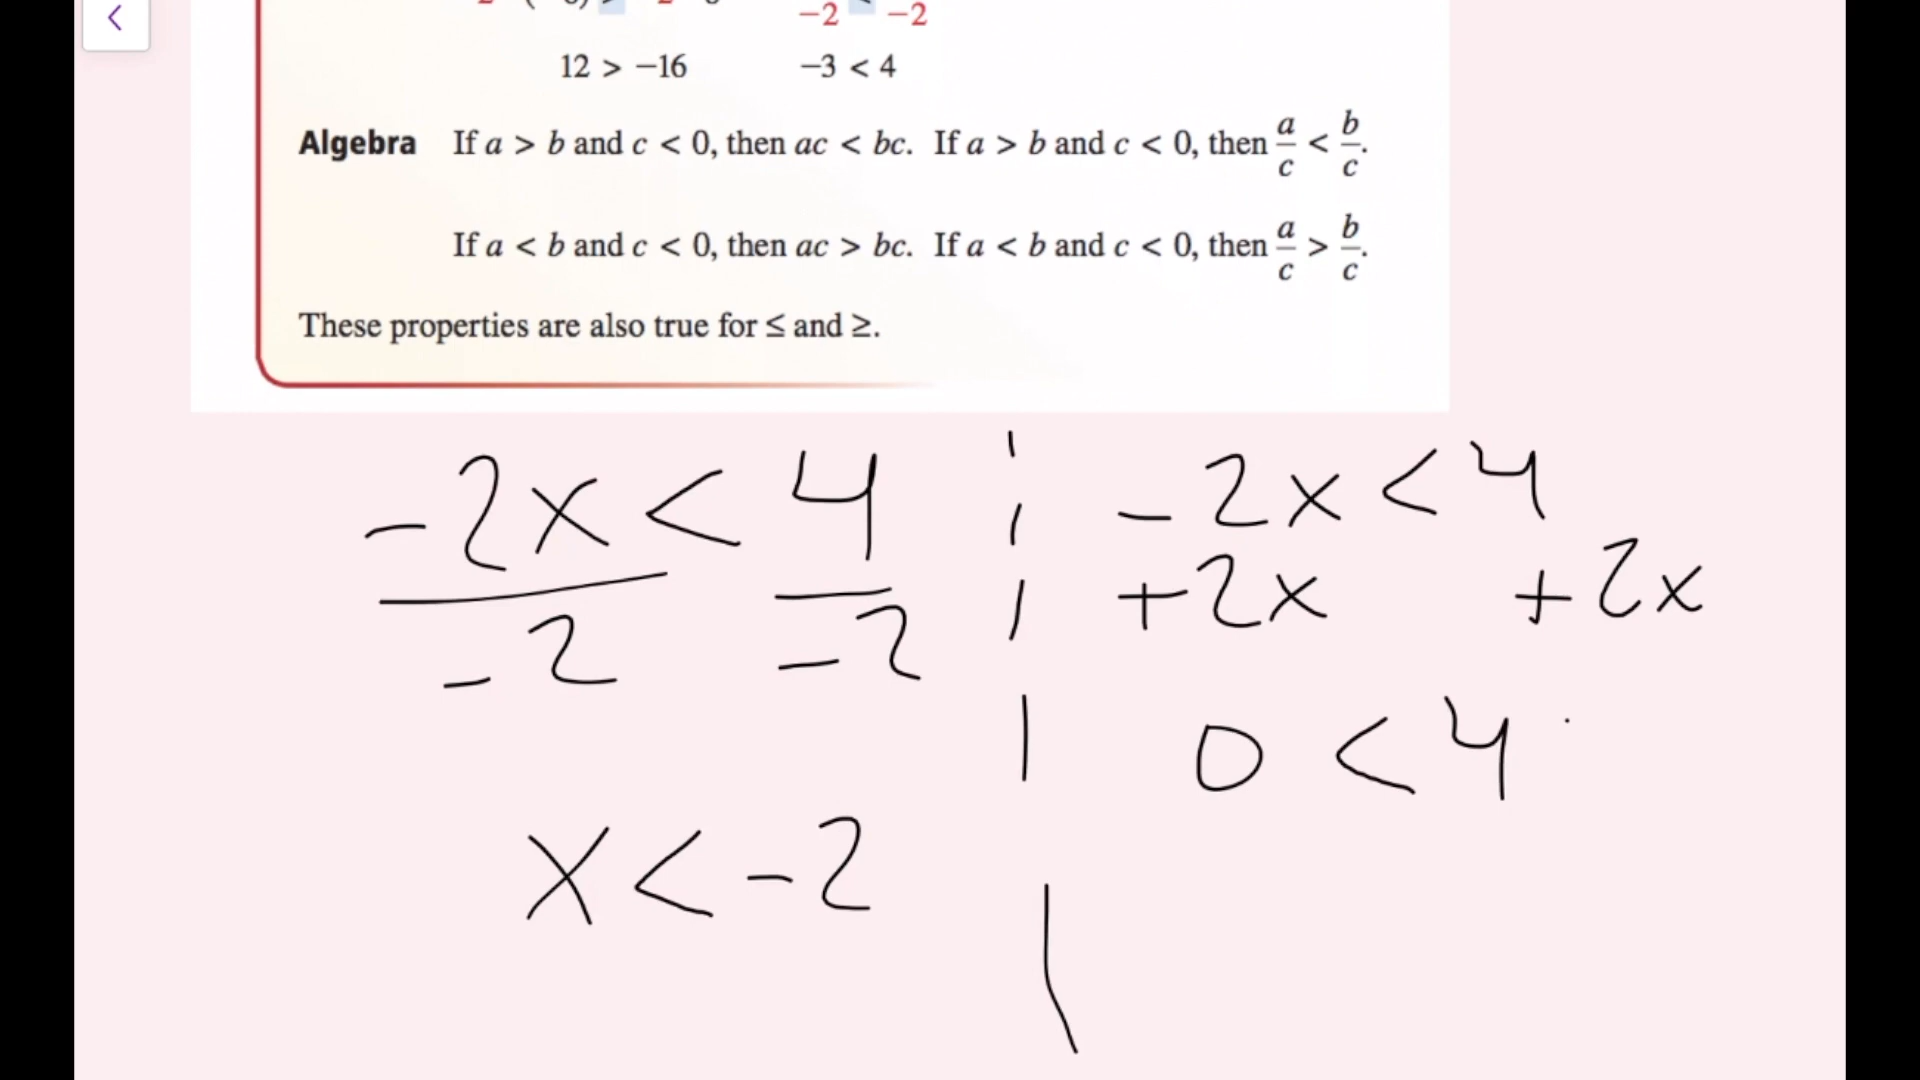 −2 −2
12 > −16 −3 < 4
Algebra If a > b and c < 0, then ac < bc. If a > b and c < 0, then a/c < b/c.
If a < b and c < 0, then ac > bc. If a < b and c < 0, then a/c > b/c.
These properties are also true for ≤ and ≥.
-2x < 4
-2 -2
x < -2
-2x < 4
+2x +2x
0 < 4